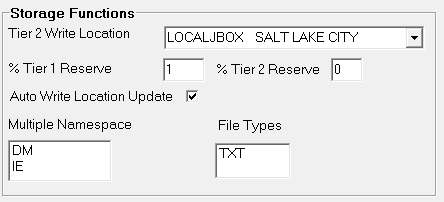 Storage Functions
Tier 2 Write Location LOCALJBOX SALT LAKE CITY
% Tier 1 Reserve 1 % Tier 2 Reserve 0
Auto Write Location Update
Multiple Namespace File Types
DM TXT
IE